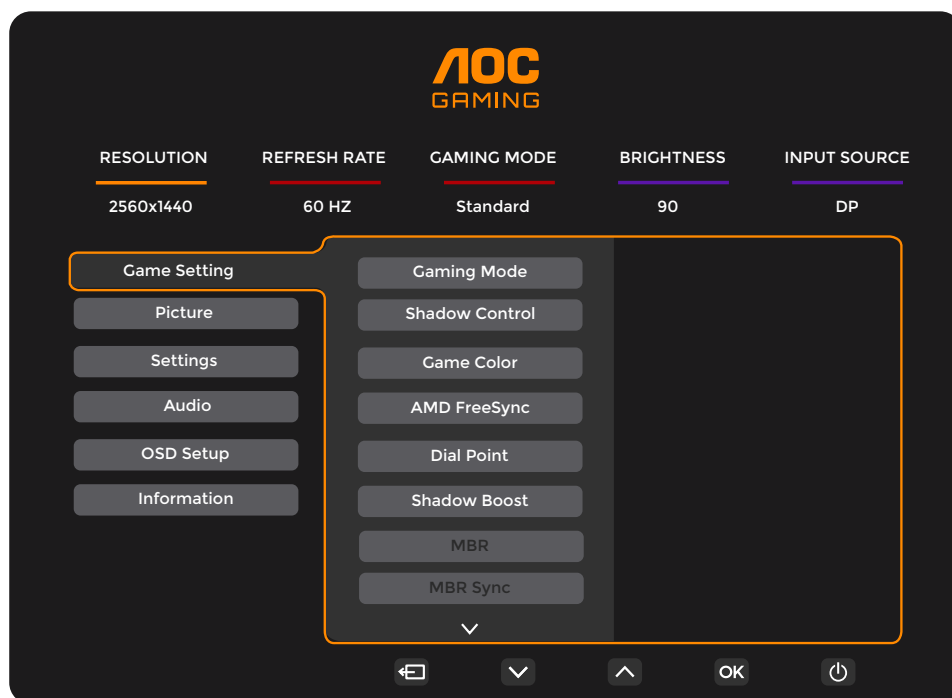 AOC
GAMING
RESOLUTION REFRESH RATE GAMING MODE BRIGHTNESS INPUT SOURCE
2560x1440 60 HZ Standard 90 DP
Game Setting
Picture
Settings
Audio
OSD Setup
Information
Gaming Mode
Shadow Control
Game Color
AMD FreeSync
Dial Point
Shadow Boost
MBR
MBR Sync
OK